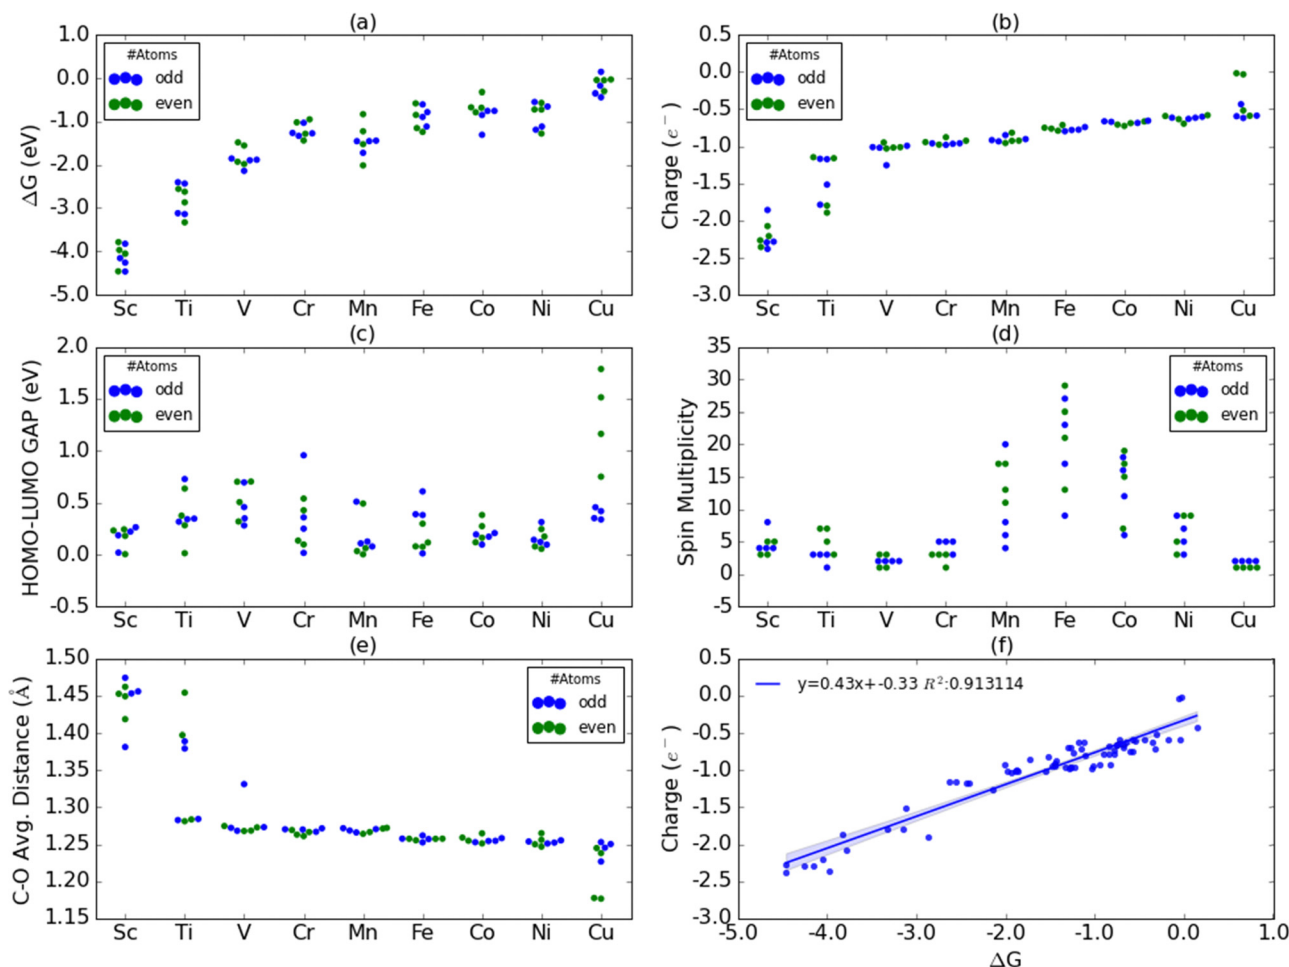 (a)
ΔG (eV)
1.0
0.0
-1.0
-2.0
-3.0
-4.0
-5.0
#Atoms
odd
even
Sc Ti V Cr Mn Fe Co Ni Cu
(b)
Charge (e⁻)
0.5
0.0
-0.5
-1.0
-1.5
-2.0
-2.5
-3.0
#Atoms
odd
even
Sc Ti V Cr Mn Fe Co Ni Cu
(c)
HOMO-LUMO GAP (eV)
2.0
1.5
1.0
0.5
0.0
-0.5
#Atoms
odd
even
Sc Ti V Cr Mn Fe Co Ni Cu
(d)
Spin Multiplicity
35
30
25
20
15
10
5
0
-5
#Atoms
odd
even
Sc Ti V Cr Mn Fe Co Ni Cu
(e)
C-O Avg. Distance (Å)
1.50
1.45
1.40
1.35
1.30
1.25
1.20
1.15
#Atoms
odd
even
Sc Ti V Cr Mn Fe Co Ni Cu
(f)
Charge (e⁻)
0.5
0.0
-0.5
-1.0
-1.5
-2.0
-2.5
-3.0
y=0.43x+-0.33 R²:0.913114
-5.0 -4.0 -3.0 -2.0 -1.0 0.0 1.0
ΔG